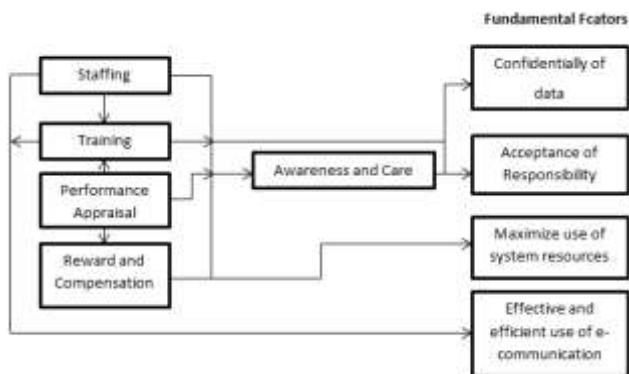 Fundamental Fcators
Staffing
Training
Performance
Appraisal
Reward and
Compensation
Awareness and Care
Confidentially of
data
Acceptance of
Responsibility
Maximize use of
system resources
Effective and
efficient use of e-
communication